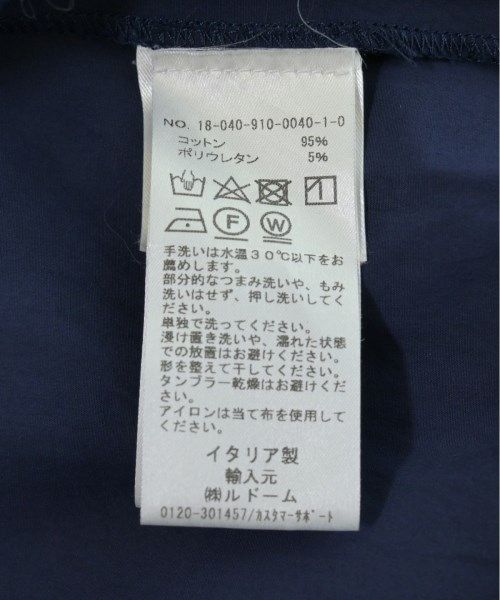 NO. 18-040-910-0040-1-0
コットン 95%
ポリウレタン 5%
F W
手洗いは水温30℃以下をお
薦めします。
部分的なつまみ洗いや、もみ
洗いはせず、押し洗いしてく
ださい。
単独で洗ってください。
浸け置き洗いや、濡れた状態
での放置はお避けください。
形を整えて干してください。
タンブラー乾燥はお避けくだ
さい。
アイロンは当て布を使用して
ください。
イタリア製
輸入元
㈱ルドーム
0120-301457/カスタマーサポート